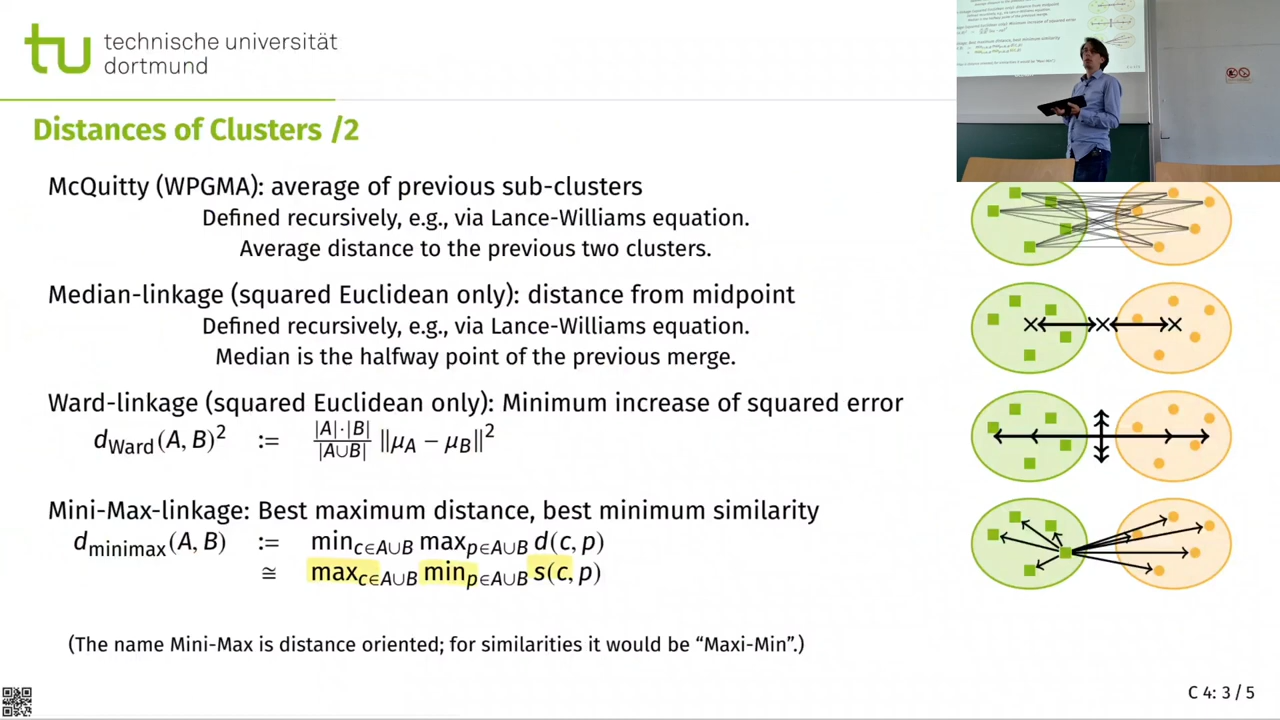 technische universität
dortmund
Distances of Clusters /2
McQuitty (WPGMA): average of previous sub-clusters
Defined recursively, e.g., via Lance-Williams equation.
Average distance to the previous two clusters.
Median-linkage (squared Euclidean only): distance from midpoint
Defined recursively, e.g., via Lance-Williams equation.
Median is the halfway point of the previous merge.
Ward-linkage (squared Euclidean only): Minimum increase of squared error
d_Ward(A, B)² := |A|·|B| / |A∪B| ‖μ_A − μ_B‖²
Mini-Max-linkage: Best maximum distance, best minimum similarity
d_minimax(A, B) := min_{c∈A∪B} max_{p∈A∪B} d(c, p)
≅ max_{c∈A∪B} min_{p∈A∪B} s(c, p)
(The name Mini-Max is distance oriented; for similarities it would be “Maxi-Min”.)
C 4: 3 / 5